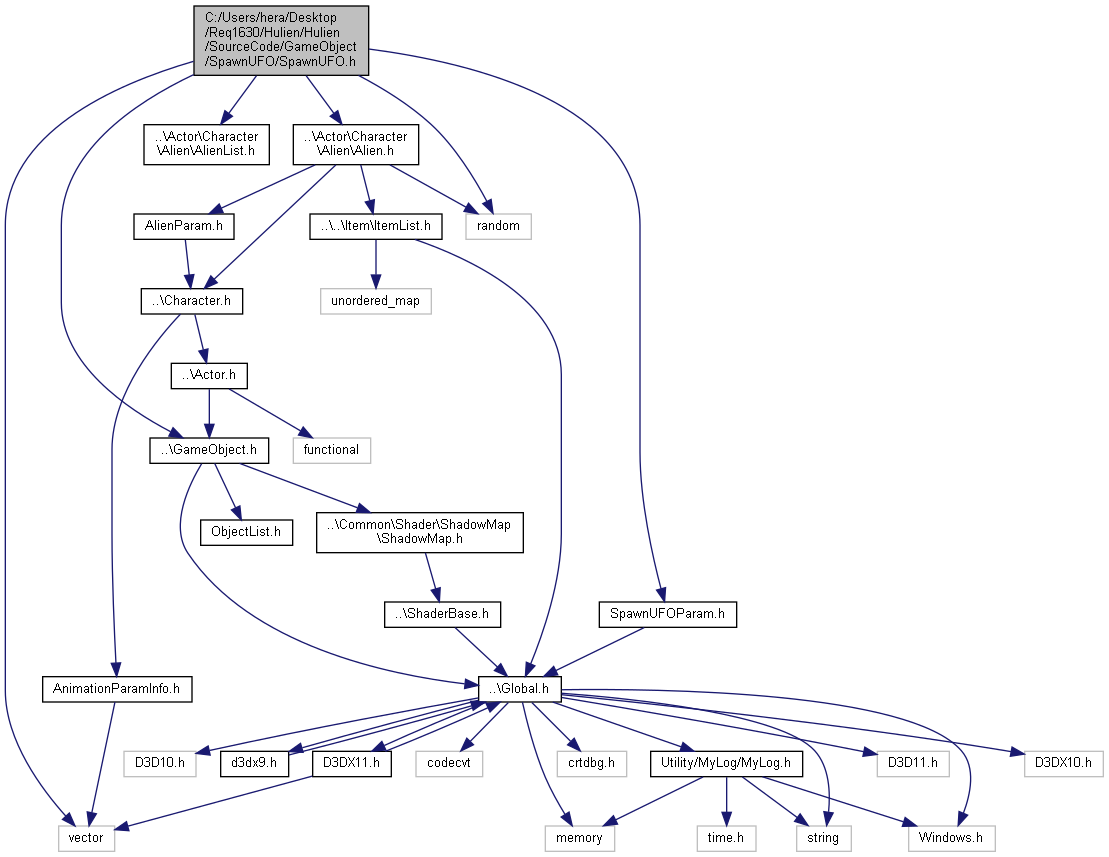 C:/Users/hera/Desktop
/Req1630/Hulien/Hulien
/SourceCode/GameObject
/SpawnUFO/SpawnUFO.h
..\Actor\Character
\Alien\AlienList.h
..\Actor\Character
\Alien\Alien.h
AlienParam.h
..\..\Item\ItemList.h
random
..\Character.h
unordered_map
..\Actor.h
..\GameObject.h
functional
ObjectList.h
..\Common\Shader\ShadowMap
\ShadowMap.h
..\ShaderBase.h
SpawnUFOParam.h
AnimationParamInfo.h
..\Global.h
D3D10.h
d3dx9.h
D3DX11.h
codecvt
crtdbg.h
Utility/MyLog/MyLog.h
D3D11.h
D3DX10.h
vector
memory
time.h
string
Windows.h